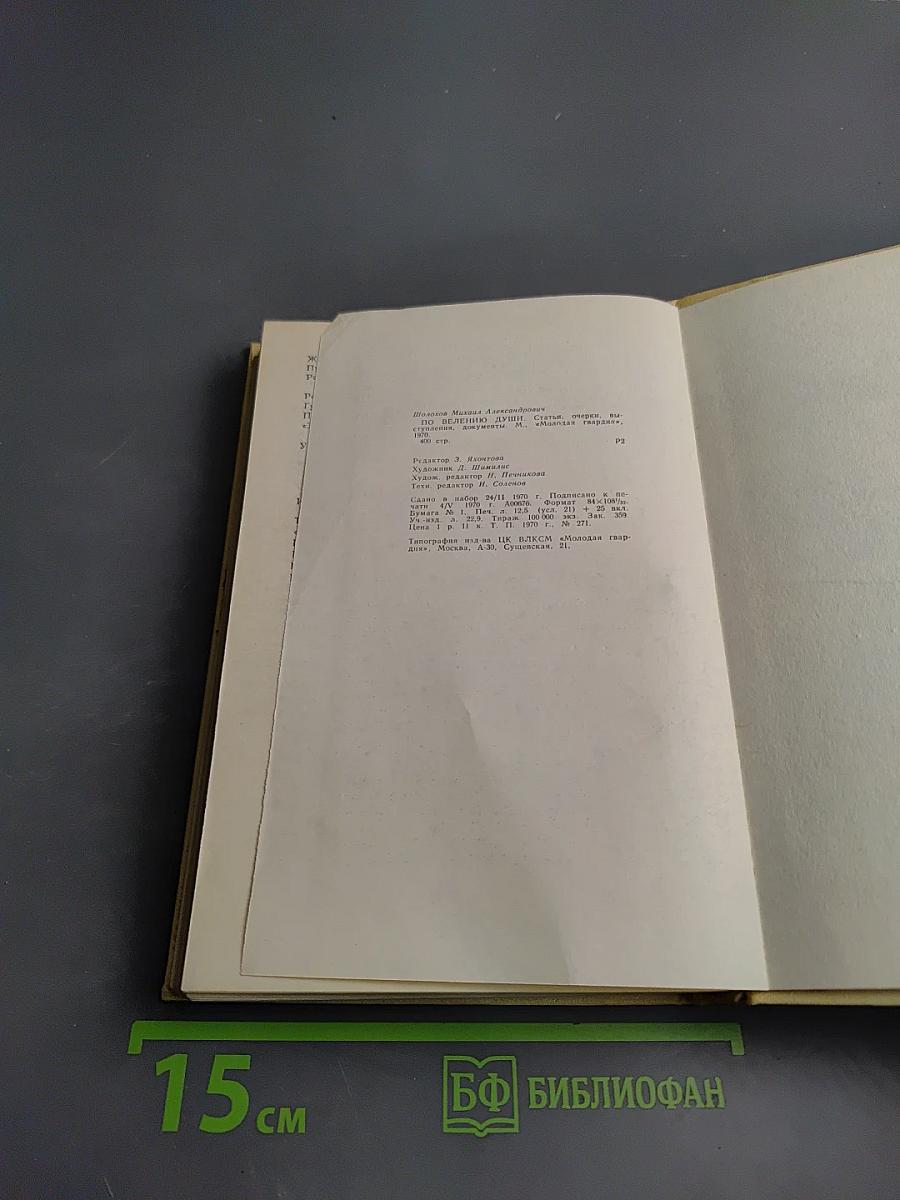 Шолохов Михаил Александрович
ПО ВЕЛЕНИЮ ДУШИ. Статьи, очерки, вы-
ступления, документы. М., «Молодая гвардия»,
1970.
400 стр. Р2
Редактор З. Яхонтова
Художник Д. Шимилис
Худож. редактор Н. Печникова
Техн. редактор И. Соленов
Сдано в набор 24/II 1970 г. Подписано к пе-
чати 4/V 1970 г. А00676. Формат 84×108¹/₃₂.
Бумага № 1. Печ. л. 12,5 (усл. 21) + 25 вкл.
Уч.-изд. л. 22,9. Тираж 100 000 экз. Зак. 359.
Цена 1 р. 11 к. Т. П. 1970 г., № 271.
Типография изд-ва ЦК ВЛКСМ «Молодая гвар-
дия», Москва, А-30, Сущевская, 21.
15 см
БФ БИБЛИОФАН